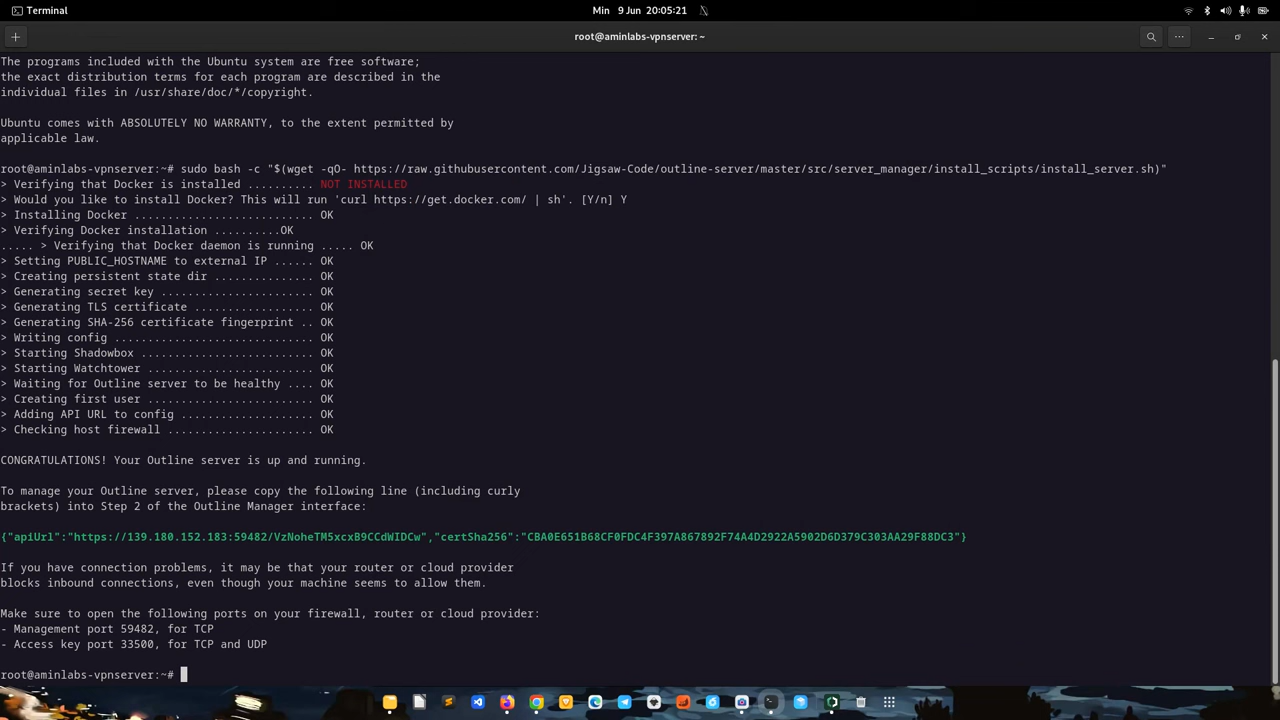 Terminal
Min 9 Jun 20:05:21
root@aminlabs-vpnserver: ~
The programs included with the Ubuntu system are free software;
the exact distribution terms for each program are described in the
individual files in /usr/share/doc/*/copyright.
Ubuntu comes with ABSOLUTELY NO WARRANTY, to the extent permitted by
applicable law.
root@aminlabs-vpnserver:~# sudo bash -c "$(wget -qO- https://raw.githubusercontent.com/Jigsaw-Code/outline-server/master/src/server_manager/install_scripts/install_server.sh)"
> Verifying that Docker is installed .......... NOT INSTALLED
> Would you like to install Docker? This will run 'curl https://get.docker.com/ | sh'. [Y/n] Y
> Installing Docker ........................... OK
> Verifying Docker installation ..........OK
..... > Verifying that Docker daemon is running ..... OK
> Setting PUBLIC_HOSTNAME to external IP ...... OK
> Creating persistent state dir ............... OK
> Generating secret key ....................... OK
> Generating TLS certificate .................. OK
> Generating SHA-256 certificate fingerprint .. OK
> Writing config .............................. OK
> Starting Shadowbox .......................... OK
> Starting Watchtower ......................... OK
> Waiting for Outline server to be healthy .... OK
> Creating first user ......................... OK
> Adding API URL to config .................... OK
> Checking host firewall ...................... OK
CONGRATULATIONS! Your Outline server is up and running.
To manage your Outline server, please copy the following line (including curly
brackets) into Step 2 of the Outline Manager interface:
{"apiUrl":"https://139.180.152.183:59482/VzNoheTM5xcxB9CCdWIDCw","certSha256":"CBA0E651B68CF0FDC4F397A867892F74A4D2922A5902D6D379C303AA29F88DC3"}
If you have connection problems, it may be that your router or cloud provider
blocks inbound connections, even though your machine seems to allow them.
Make sure to open the following ports on your firewall, router or cloud provider:
- Management port 59482, for TCP
- Access key port 33500, for TCP and UDP
root@aminlabs-vpnserver:~#